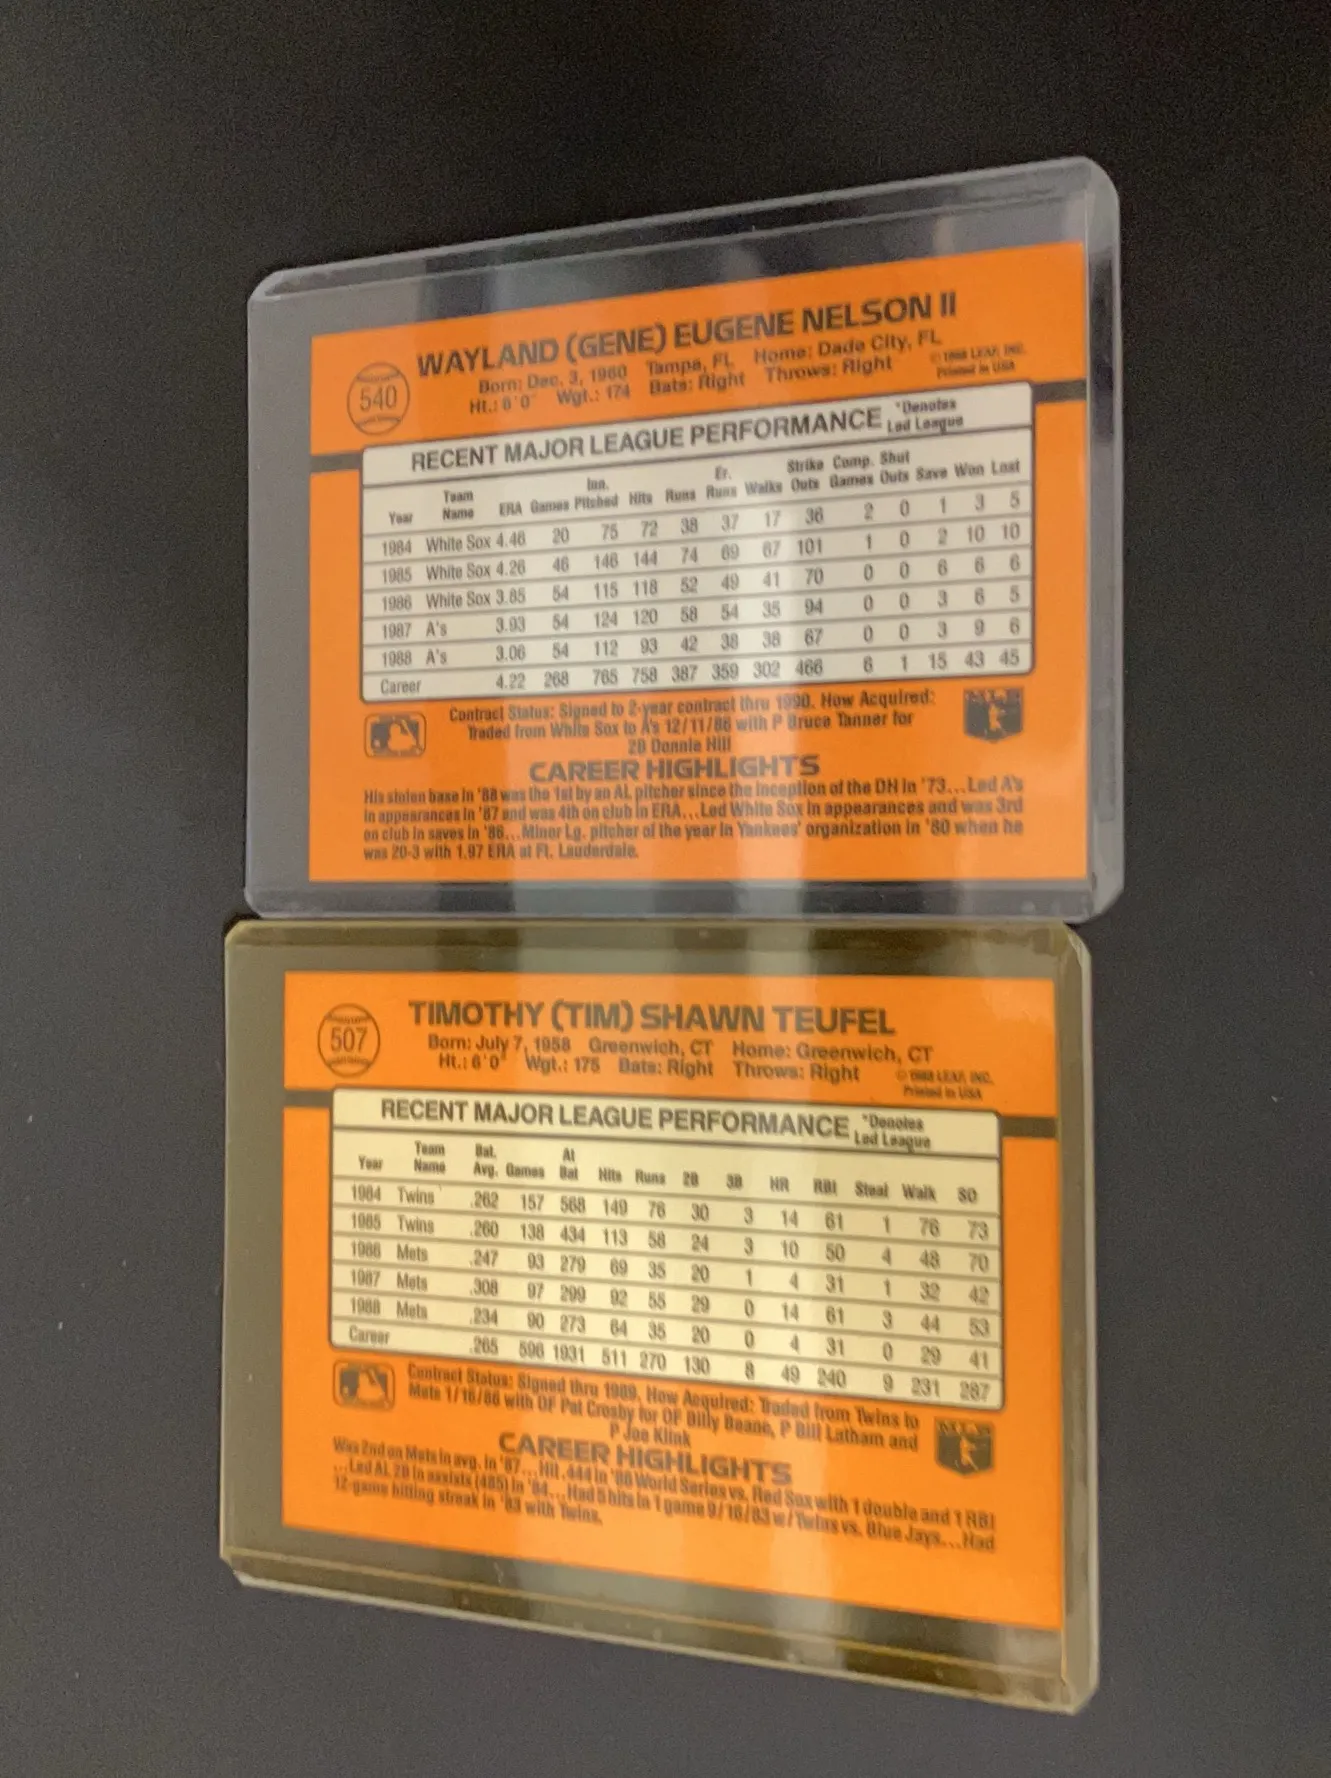 WAYLAND (GENE) EUGENE NELSON II
540
Born: Dec. 3, 1960 Tampa, FL Home: Dade City, FL
Ht.: 6'0" Wgt.: 174 Bats: Right Throws: Right
© 1988 LEAF, INC.
Printed in USA
RECENT MAJOR LEAGUE PERFORMANCE *Denotes Led League
Year Team Name ERA Games Inn. Pitched Hits Runs Er. Runs Walks Strike Outs Comp. Games Shut Outs Save Won Lost
1984 White Sox 4.46 20 75 72 38 37 17 36 2 0 1 3 5
1985 White Sox 4.26 46 146 144 74 69 67 101 1 0 2 10 10
1986 White Sox 3.85 54 115 118 52 49 41 70 0 0 6 6 6
1987 A's 3.93 54 124 120 58 54 35 94 0 0 3 6 5
1988 A's 3.06 54 112 93 42 38 38 67 0 0 3 9 6
Career 4.22 268 765 758 387 359 302 466 6 1 15 43 45
Contract Status: Signed to 2-year contract thru 1990. How Acquired:
Traded from White Sox to A's 12/11/86 with P Bruce Tanner for
2B Donnie Hill
CAREER HIGHLIGHTS
His stolen base in '88 was the 1st by an AL pitcher since the inception of the DH in '73...Led A's
in appearances in '87 and was 4th on club in ERA...Led White Sox in appearances and was 3rd
on club in saves in '86...Minor Lg. pitcher of the year in Yankees' organization in '80 when he
was 20-3 with 1.97 ERA at Ft. Lauderdale.
TIMOTHY (TIM) SHAWN TEUFEL
507
Born: July 7, 1958 Greenwich, CT Home: Greenwich, CT
Ht.: 6'0" Wgt.: 175 Bats: Right Throws: Right
© 1988 LEAF, INC.
Printed in USA
RECENT MAJOR LEAGUE PERFORMANCE *Denotes Led League
Year Team Name Bat. Avg. Games At Bat Hits Runs 2B 3B HR RBI Steal Walk SO
1984 Twins .262 157 568 149 76 30 3 14 61 1 76 73
1985 Twins .260 138 434 113 58 24 3 10 50 4 48 70
1986 Mets .247 93 279 69 35 20 1 4 31 1 32 42
1987 Mets .308 97 299 92 55 29 0 14 61 3 44 53
1988 Mets .234 90 273 64 35 20 0 4 31 0 29 41
Career .265 596 1931 511 270 130 8 49 240 9 231 287
Contract Status: Signed thru 1989. How Acquired: Traded from Twins to
Mets 1/16/86 with OF Pat Crosby for OF Billy Beane, P Bill Latham and
P Joe Klink
CAREER HIGHLIGHTS
Was 2nd on Mets in avg. in '87...Hit .444 in '86 World Series vs. Red Sox with 1 double and 1 RBI
...Led AL 2B in assists (485) in '84...Had 5 hits in 1 game 9/16/83 w/Twins vs. Blue Jays...Had
12-game hitting streak in '83 with Twins.